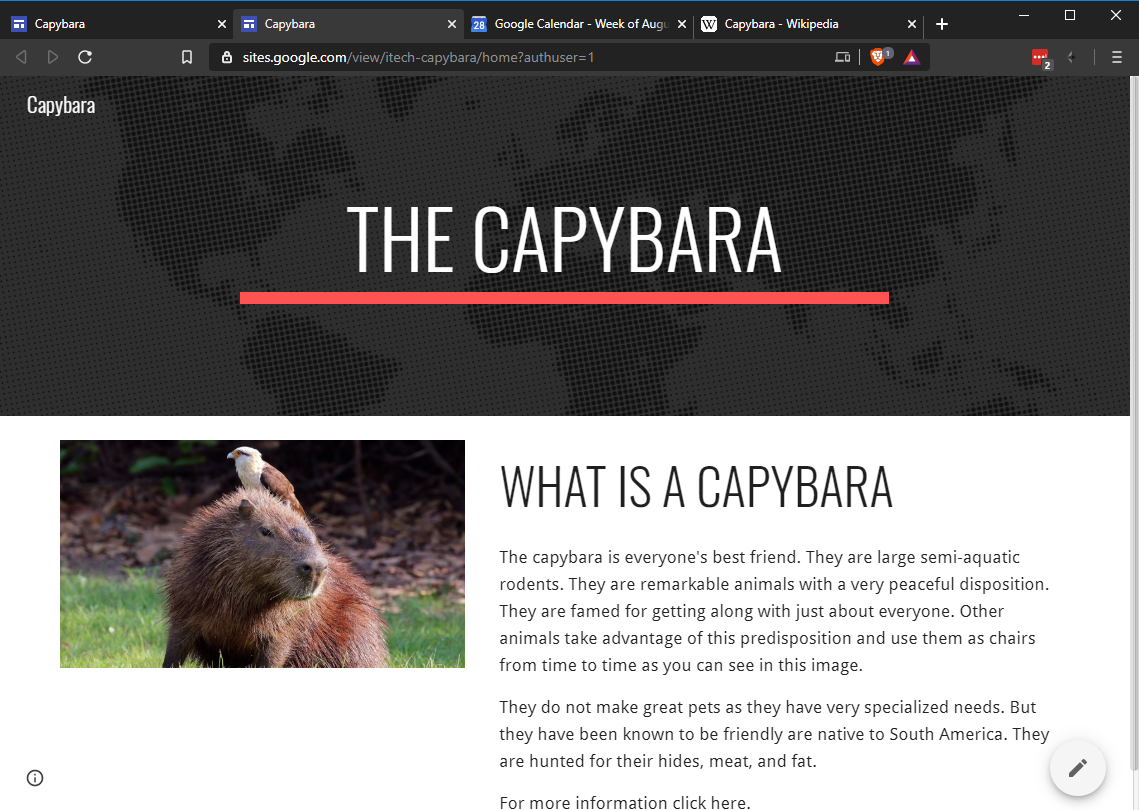 Capybara
Capybara
28
Google Calendar - Week of Augu
W
Capybara - Wikipedia
sites.google.com/view/itech-capybara/home?authuser=1
1
2
Capybara
THE CAPYBARA
WHAT IS A CAPYBARA
The capybara is everyone's best friend. They are large semi-aquatic
rodents. They are remarkable animals with a very peaceful disposition.
They are famed for getting along with just about everyone. Other
animals take advantage of this predisposition and use them as chairs
from time to time as you can see in this image.
They do not make great pets as they have very specialized needs. But
they have been known to be friendly are native to South America. They
are hunted for their hides, meat, and fat.
For more information click here.